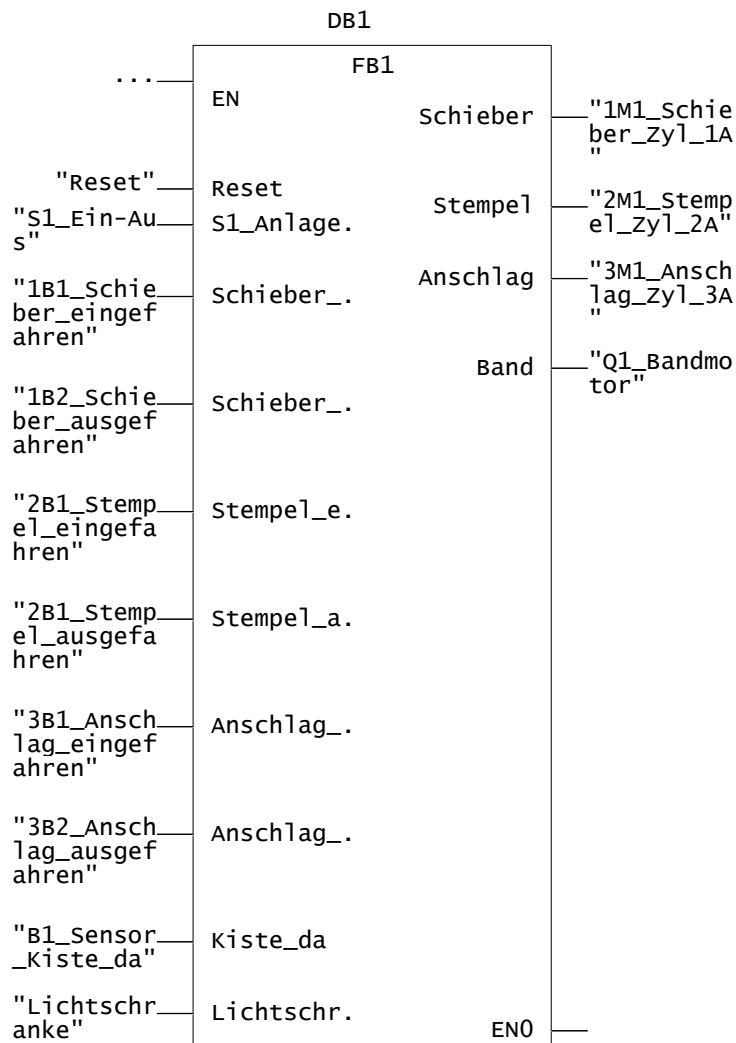 DB1
FB1
...
EN
Schieber
"1M1_Schie
ber_Zyl_1A
"
"Reset"
Reset
Stempel
"2M1_Stemp
el_Zyl_2A"
"S1_Ein-Au
s"
S1_Anlage.
Anschlag
"3M1_Ansch
lag_Zyl_3A
"
"1B1_Schie
ber_eingef
ahren"
Schieber_.
Band
"Q1_Bandmo
tor"
"1B2_Schie
ber_ausgef
ahren"
Schieber_.
"2B1_Stemp
el_eingefa
hren"
Stempel_e.
"2B1_Stemp
el_ausgefa
hren"
Stempel_a.
"3B1_Ansch
lag_eingef
ahren"
Anschlag_.
"3B2_Ansch
lag_ausgef
ahren"
Anschlag_.
"B1_Sensor
_Kiste_da"
Kiste_da
"Lichtschr
anke"
Lichtschr.
ENO